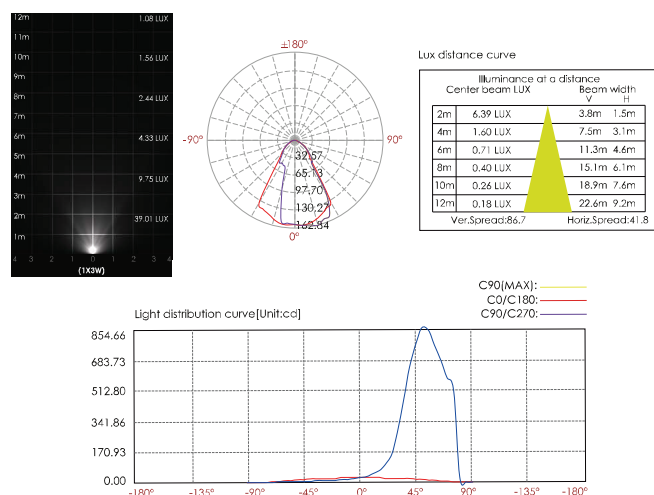 12m 1.08 LUX
11m
10m 1.56 LUX
9m
8m 2.44 LUX
7m
6m 4.33 LUX
5m
4m 9.75 LUX
3m
2m 39.01 LUX
1m
4 3 2 1 0 1 2 3 4
(1X3W)
±180°
-90° 90°
32.57
65.13
97.70
130.27
162.84
0°
Lux distance curve
Illuminance at a distance
Center beam LUX Beam width
V H
2m 6.39 LUX 3.8m 1.5m
4m 1.60 LUX 7.5m 3.1m
6m 0.71 LUX 11.3m 4.6m
8m 0.40 LUX 15.1m 6.1m
10m 0.26 LUX 18.9m 7.6m
12m 0.18 LUX 22.6m 9.2m
Ver.Spread:86.7 Horiz.Spread:41.8
C90(MAX):
C0/C180:
C90/C270:
Light distribution curve[Unit:cd]
854.66
683.73
512.80
341.86
170.93
0.00
-180° -135° -90° -45° 0° 45° 90° -135° -180°